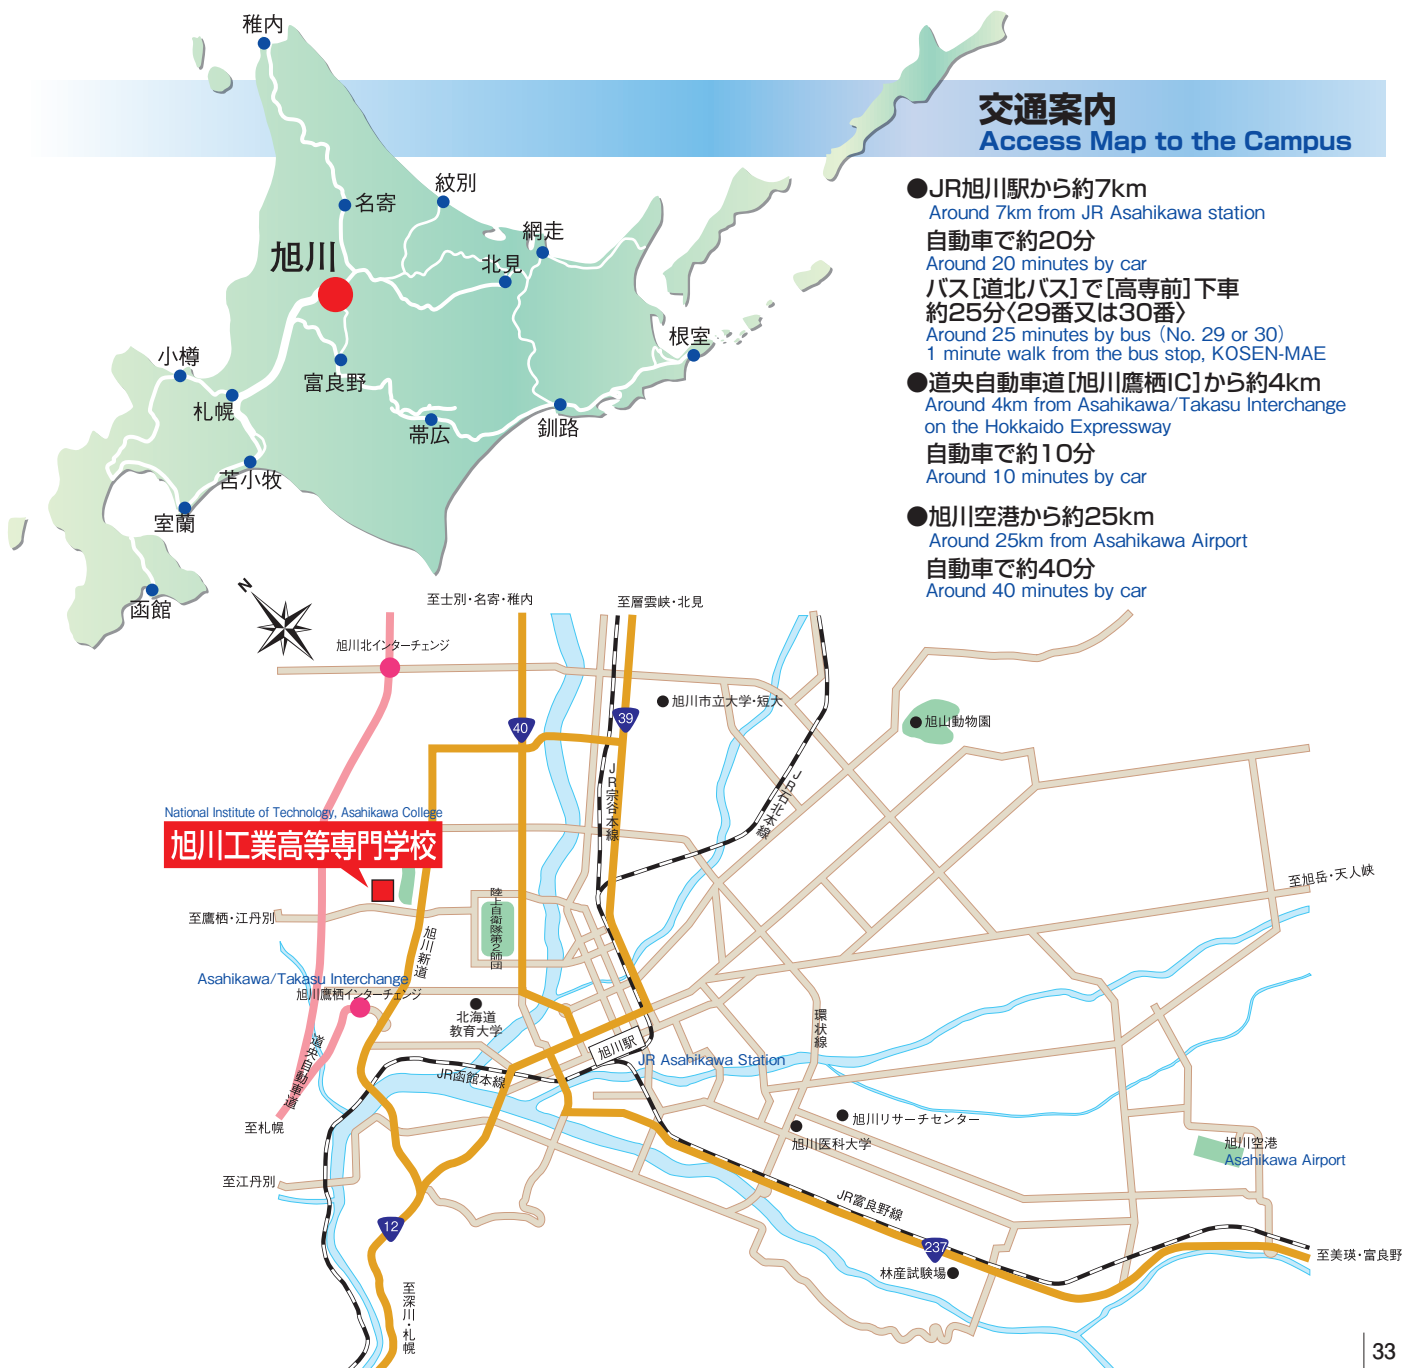 交通案内
Access Map to the Campus
●JR旭川駅から約7km
Around 7km from JR Asahikawa station
自動車で約20分
Around 20 minutes by car
バス[道北バス]で[高専前]下車
約25分〈29番又は30番〉
Around 25 minutes by bus (No. 29 or 30)
1 minute walk from the bus stop, KOSEN-MAE
●道央自動車道[旭川鷹栖IC]から約4km
Around 4km from Asahikawa/Takasu Interchange
on the Hokkaido Expressway
自動車で約10分
Around 10 minutes by car
●旭川空港から約25km
Around 25km from Asahikawa Airport
自動車で約40分
Around 40 minutes by car
稚内
名寄
紋別
網走
旭川
北見
根室
小樽
富良野
札幌
帯広
釧路
苫小牧
室蘭
函館
N
至士別・名寄・稚内
至層雲峡・北見
旭川北インターチェンジ
旭川市立大学・短大
旭山動物園
40
39
JR宗谷本線
JR石北本線
National Institute of Technology, Asahikawa College
旭川工業高等専門学校
至旭岳・天人峡
至鷹栖・江丹別
旭川新道
陸上自衛隊第2師団
Asahikawa/Takasu Interchange
旭川鷹栖インターチェンジ
北海道
教育大学
環状線
道央自動車道
旭川駅
JR Asahikawa Station
JR函館本線
至札幌
旭川リサーチセンター
旭川医科大学
旭川空港
Asahikawa Airport
至江丹別
JR富良野線
12
237
至美瑛・富良野
林産試験場
至深川・札幌
33